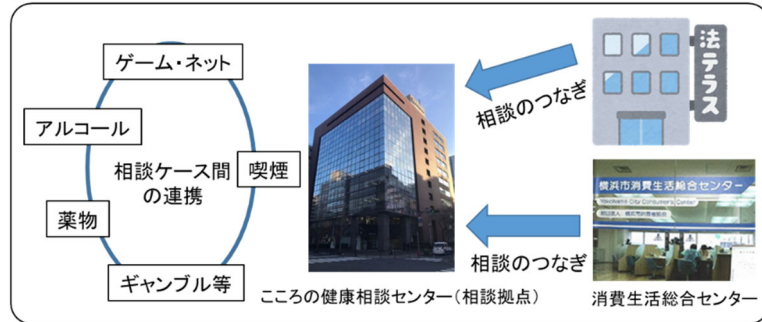 ゲーム・ネット
アルコール
相談ケース間
の連携
喫煙
薬物
ギャンブル等
こころの健康相談センター(相談拠点)
相談のつなぎ
法テラス
相談のつなぎ
横浜市消費生活総合センター
Yokohama City Consumer's Center
消費生活総合センター